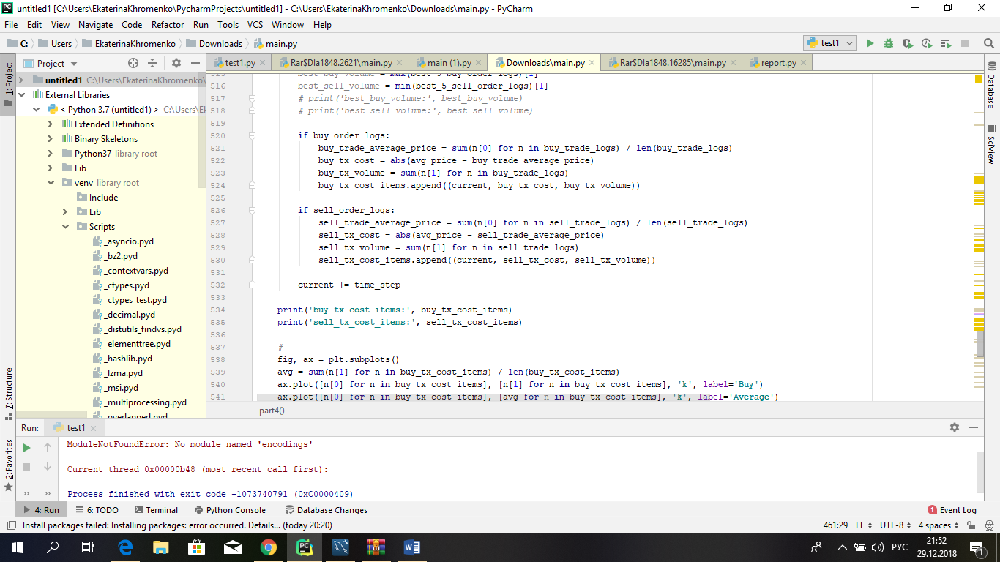 untitled1 [C:\Users\EkaterinaKhromenko\PycharmProjects\untitled1] - C:\Users\EkaterinaKhromenko\Downloads\main.py - PyCharm
File Edit View Navigate Code Refactor Run Tools VCS Window Help
C: Users EkaterinaKhromenko Downloads main.py test1
Project test1.py Rar$DIa1848.2621\main.py main (1).py Downloads\main.py Rar$DIa1848.16285\main.py report.py
1: Project
7: Structure
2: Favorites
Database
SciView
untitled1 C:\Users\EkaterinaKhromenko\
External Libraries
< Python 3.7 (untitled1) > C:\Users\E
Extended Definitions
Binary Skeletons
Python37 library root
Lib
venv library root
Include
Lib
Scripts
_asyncio.pyd
_bz2.pyd
_contextvars.pyd
_ctypes.pyd
_ctypes_test.pyd
_decimal.pyd
_distutils_findvs.pyd
_elementtree.pyd
_hashlib.pyd
_lzma.pyd
_msi.pyd
_multiprocessing.pyd
_overlapped.pyd
515 best_buy_volume = max(best_5_buy_order_logs)[1]
516 best_sell_volume = min(best_5_sell_order_logs)[1]
517 # print('best_buy_volume:', best_buy_volume)
518 # print('best_sell_volume:', best_sell_volume)
519
520 if buy_order_logs:
521 buy_trade_average_price = sum(n[0] for n in buy_trade_logs) / len(buy_trade_logs)
522 buy_tx_cost = abs(avg_price - buy_trade_average_price)
523 buy_tx_volume = sum(n[1] for n in buy_trade_logs)
524 buy_tx_cost_items.append((current, buy_tx_cost, buy_tx_volume))
525
526 if sell_order_logs:
527 sell_trade_average_price = sum(n[0] for n in sell_trade_logs) / len(sell_trade_logs)
528 sell_tx_cost = abs(avg_price - sell_trade_average_price)
529 sell_tx_volume = sum(n[1] for n in sell_trade_logs)
530 sell_tx_cost_items.append((current, sell_tx_cost, sell_tx_volume))
531
532 current += time_step
533
534 print('buy_tx_cost_items:', buy_tx_cost_items)
535 print('sell_tx_cost_items:', sell_tx_cost_items)
536
537 #
538 fig, ax = plt.subplots()
539 avg = sum(n[1] for n in buy_tx_cost_items) / len(buy_tx_cost_items)
540 ax.plot([n[0] for n in buy_tx_cost_items], [n[1] for n in buy_tx_cost_items], 'k', label='Buy')
541 ax.plot([n[0] for n in buy_tx_cost_items], [avg for n in buy_tx_cost_items], 'k', label='Average')
part4()
Run: test1
ModuleNotFoundError: No module named 'encodings'
Current thread 0x00000b48 (most recent call first):
Process finished with exit code -1073740791 (0xC0000409)
4: Run 6: TODO Terminal Python Console Database Changes 1 Event Log
Install packages failed: Installing packages: error occurred. Details... (today 20:20) 461:29 LF UTF-8 4 spaces
РУС 21:52
29.12.2018 1